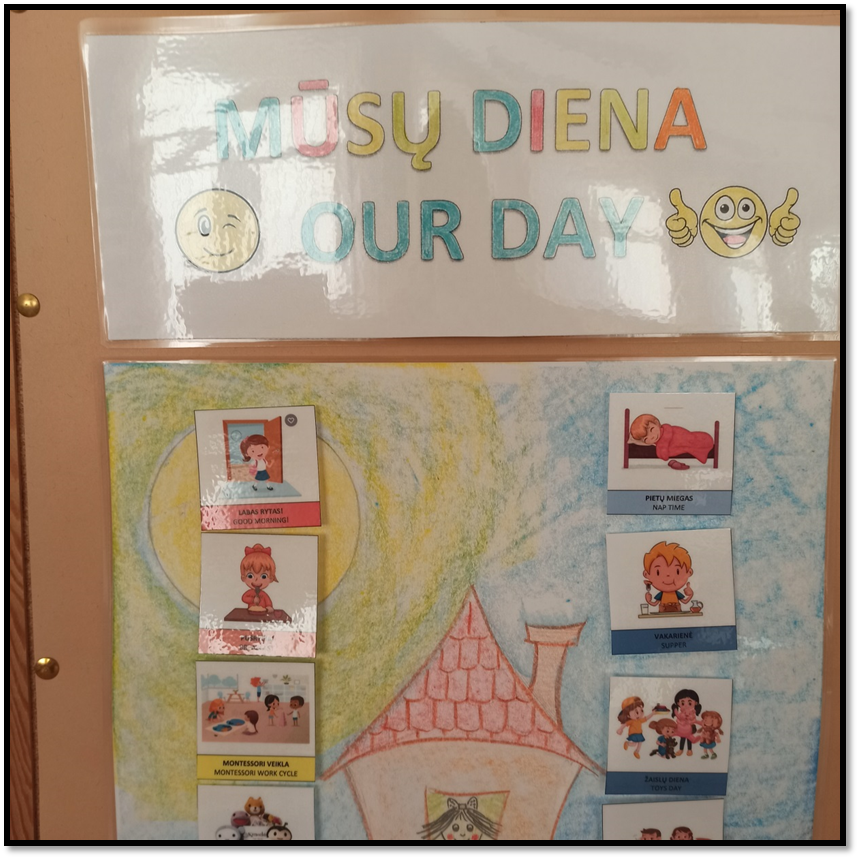 MŪSŲ DIENA
OUR DAY
LABAS RYTAS!
GOOD MORNING!
MONTESSORI VEIKLA
MONTESSORI WORK CYCLE
PIETŲ MIEGAS
NAP TIME
VAKARIENĖ
SUPPER
ŽAISLŲ DIENA
TOYS DAY